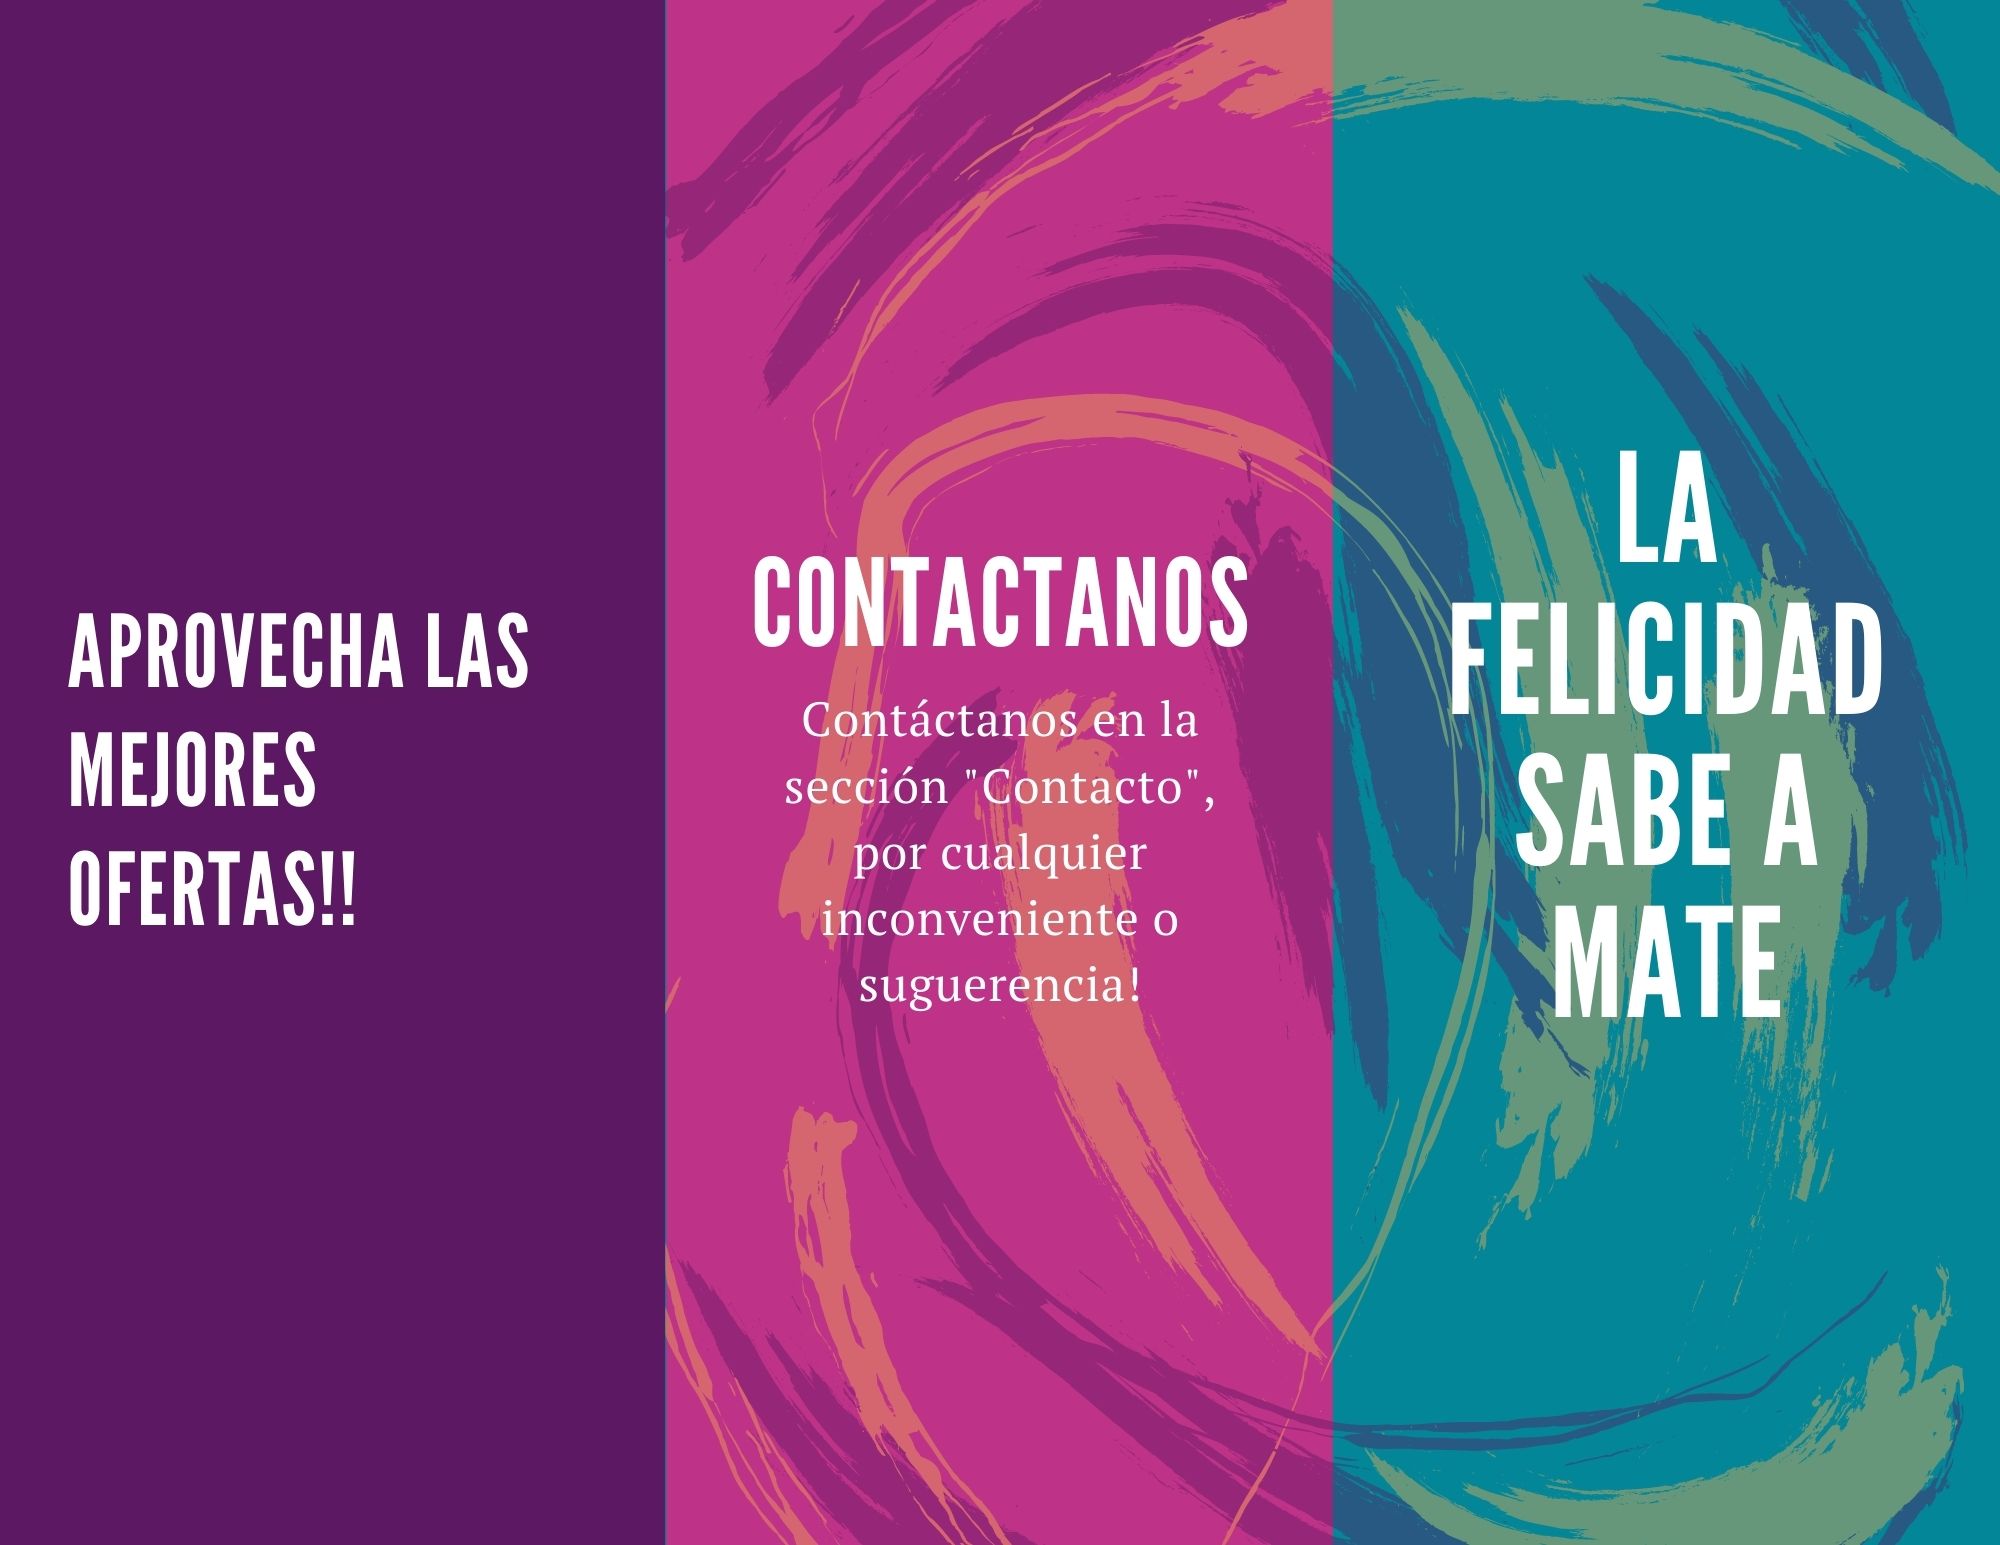 APROVECHA LAS
MEJORES
OFERTAS!!
CONTACTANOS
Contáctanos en la
sección "Contacto",
por cualquier
inconveniente o
suguerencia!
LA
FELICIDAD
SABE A
MATE